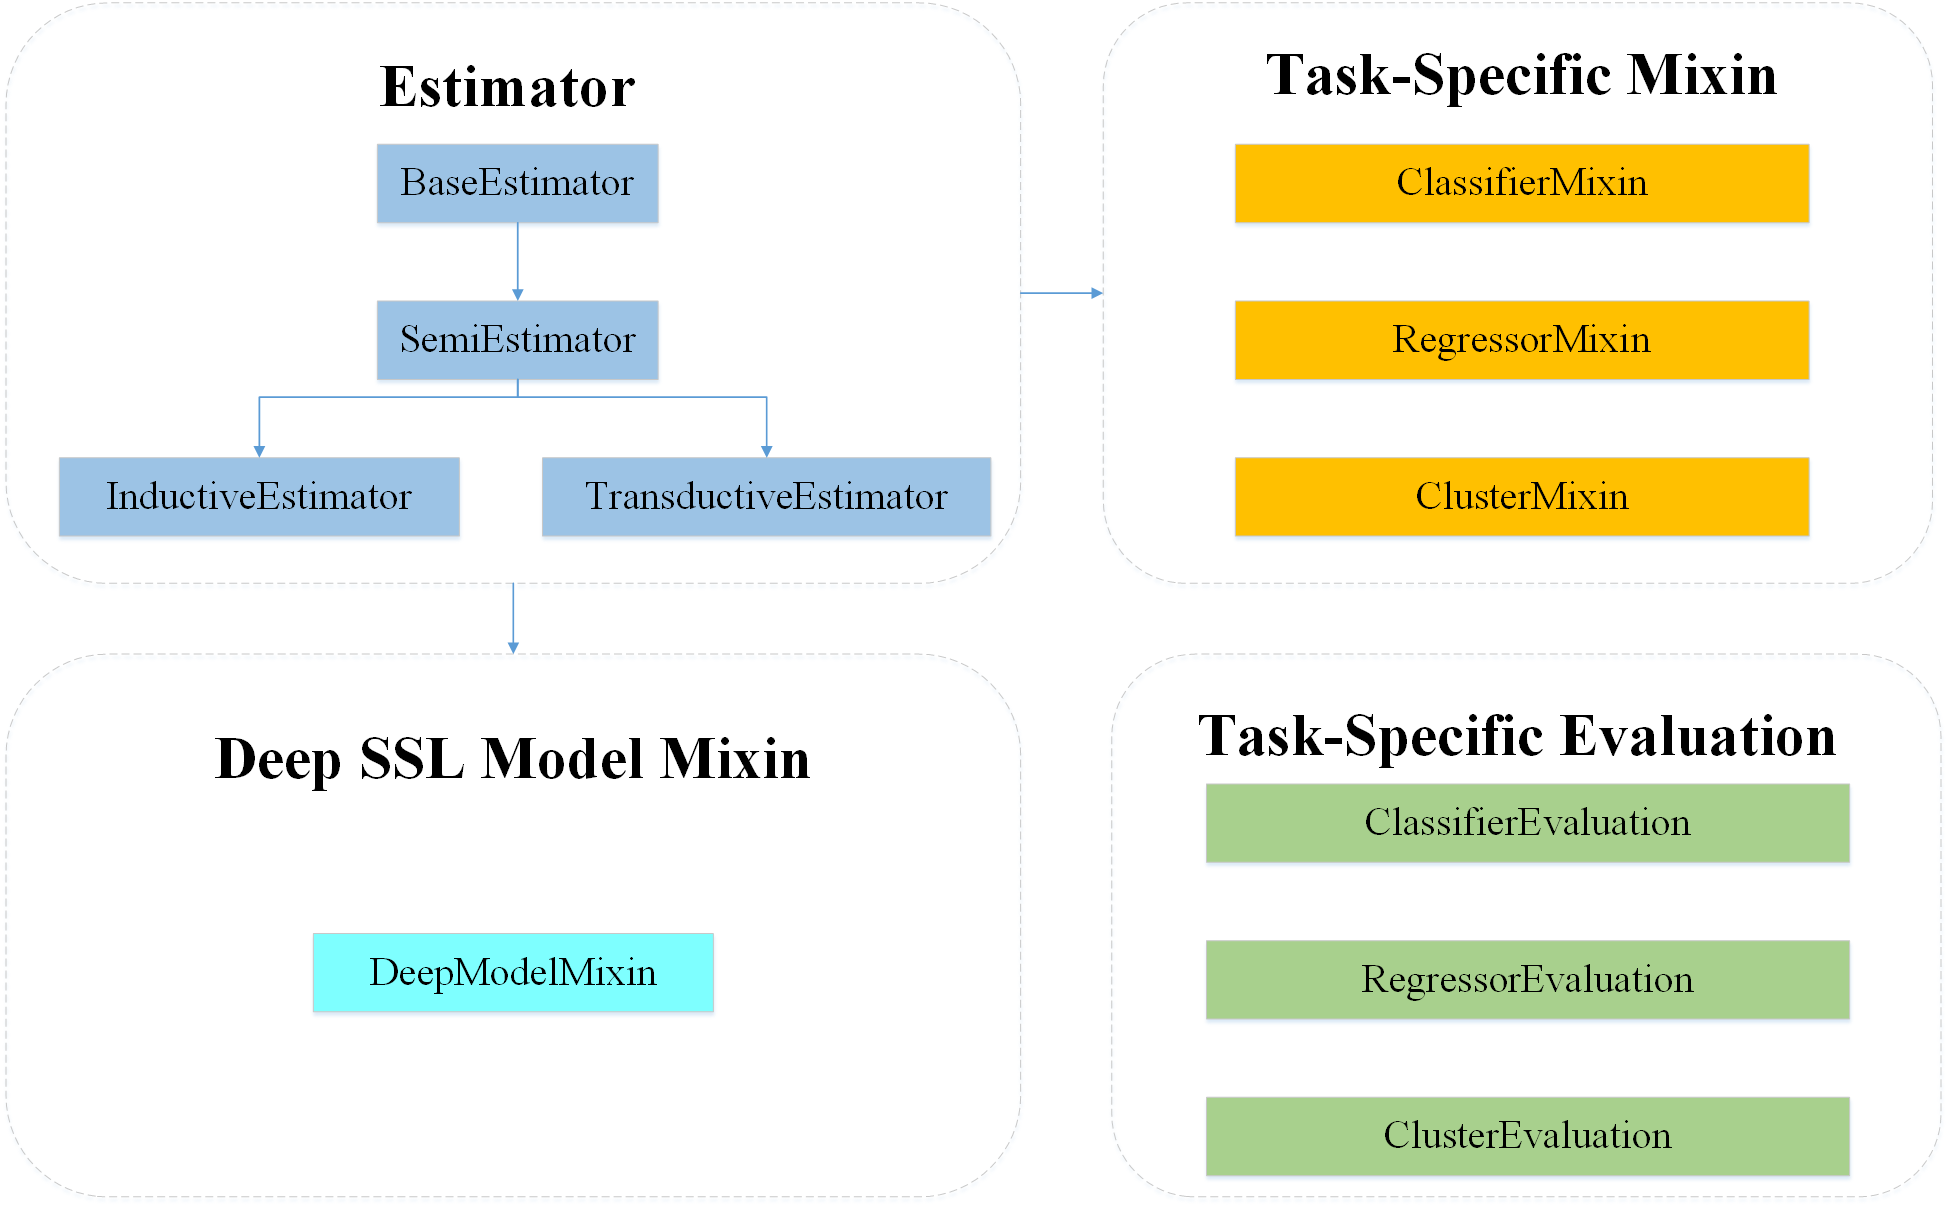 Estimator
BaseEstimator
SemiEstimator
InductiveEstimator
TransductiveEstimator
Task-Specific Mixin
ClassifierMixin
RegressorMixin
ClusterMixin
Deep SSL Model Mixin
DeepModelMixin
Task-Specific Evaluation
ClassifierEvaluation
RegressorEvaluation
ClusterEvaluation